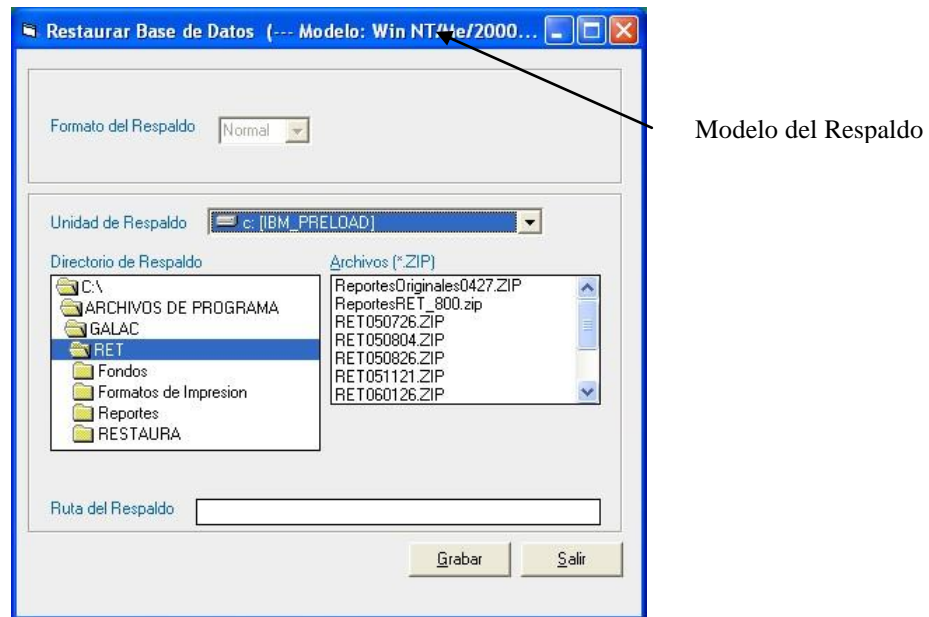 Restaurar Base de Datos (--- Modelo: Win NT/Me/2000...
Modelo del Respaldo
Formato del Respaldo Normal
Unidad de Respaldo c: [IBM_PRELOAD]
Directorio de Respaldo
C:\
ARCHIVOS DE PROGRAMA
GALAC
RET
Fondos
Formatos de Impresion
Reportes
RESTAURA
Archivos (*.ZIP)
ReportesOriginales0427.ZIP
ReportesRET_800.zip
RET050726.ZIP
RET050804.ZIP
RET050826.ZIP
RET051121.ZIP
RET060126.ZIP
Ruta del Respaldo
Grabar Salir